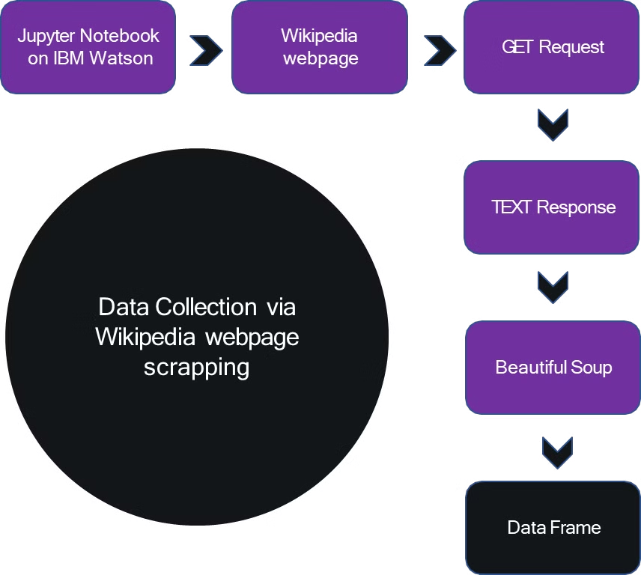 Jupyter Notebook
on IBM Watson
Wikipedia
webpage
GET Request
TEXT Response
Data Collection via
Wikipedia webpage
scrapping
Beautiful Soup
Data Frame